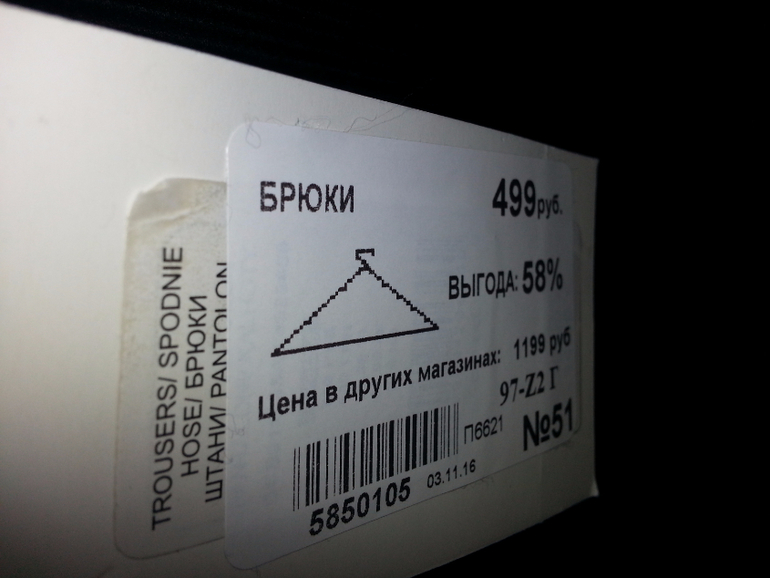 БРЮКИ
499руб.
ВЫГОДА: 58%
Цена в других магазинах: 1199 руб
97-Z2 Г
П6621
№51
5850105
03.11.16
TROUSERS/ SPODNIE
HOSE/ БРЮКИ
ШТАНИ/ PANTOLON